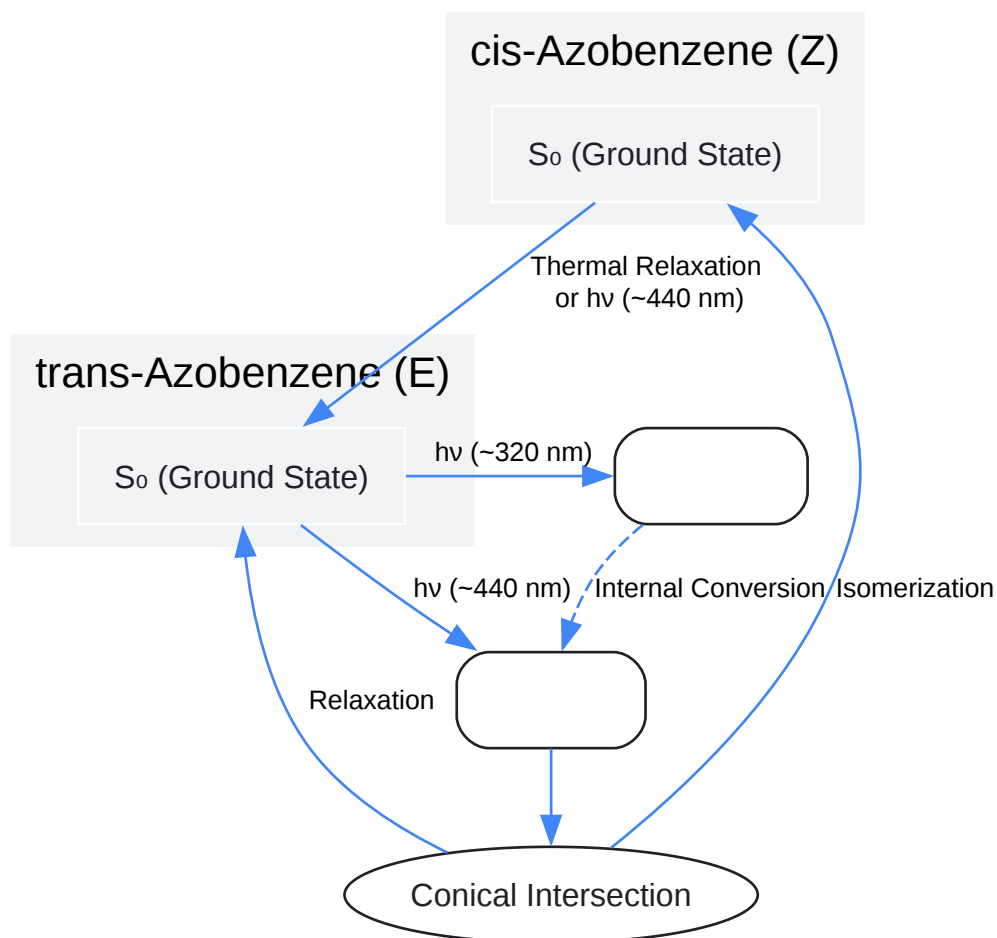 cis-Azobenzene (Z)
S₀ (Ground State)
Thermal Relaxation
or hν (~440 nm)
trans-Azobenzene (E)
S₀ (Ground State)
hν (~320 nm)
hν (~440 nm)
Internal Conversion
Isomerization
Relaxation
Conical Intersection